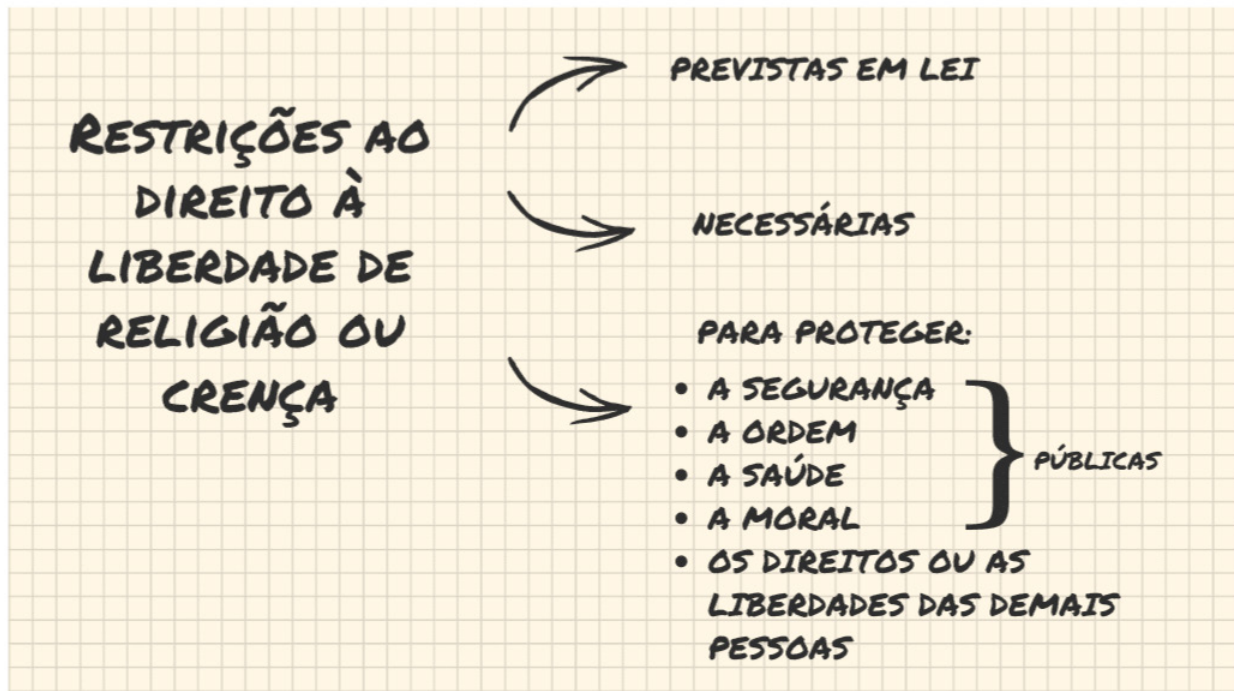 RESTRIÇÕES AO
DIREITO À
LIBERDADE DE
RELIGIÃO OU
CRENÇA
PREVISTAS EM LEI
NECESSÁRIAS
PARA PROTEGER:
• A SEGURANÇA
• A ORDEM
• A SAÚDE
• A MORAL
PÚBLICAS
• OS DIREITOS OU AS
LIBERDADES DAS DEMAIS
PESSOAS